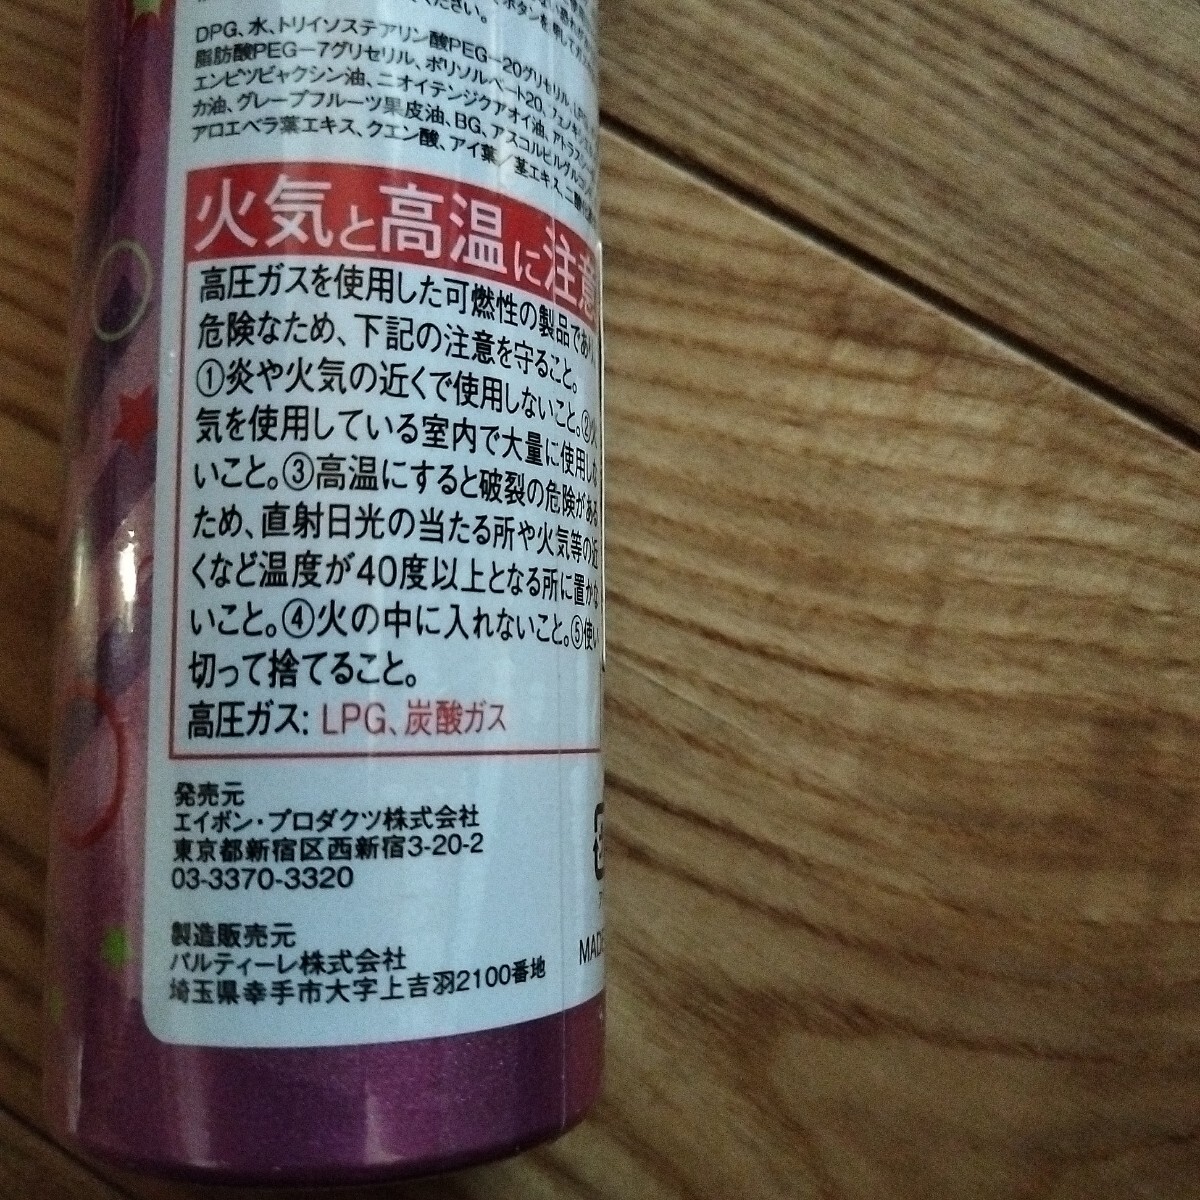 ください。
DPG、水、トリイソステアリン酸PEG-20グリセリル、
脂肪酸PEG-7グリセリル、ポリソルベート20、
エンピツビャクシン油、ニオイテンジクアオイ油、
カ油、グレープフルーツ果皮油、BG、
アロエベラ葉エキス、クエン酸、アイ葉/茎エキス、
火気と高温に注意
高圧ガスを使用した可燃性の製品であり、
危険なため、下記の注意を守ること。
①炎や火気の近くで使用しないこと。②火
気を使用している室内で大量に使用しな
いこと。③高温にすると破裂の危険がある
ため、直射日光の当たる所や火気等の近
くなど温度が40度以上となる所に置かな
いこと。④火の中に入れないこと。⑤使い
切って捨てること。
高圧ガス: LPG、炭酸ガス
発売元
エイボン・プロダクツ株式会社
東京都新宿区西新宿3-20-2
03-3370-3320
製造販売元
パルティーレ株式会社
埼玉県幸手市大字上吉羽2100番地
MADE